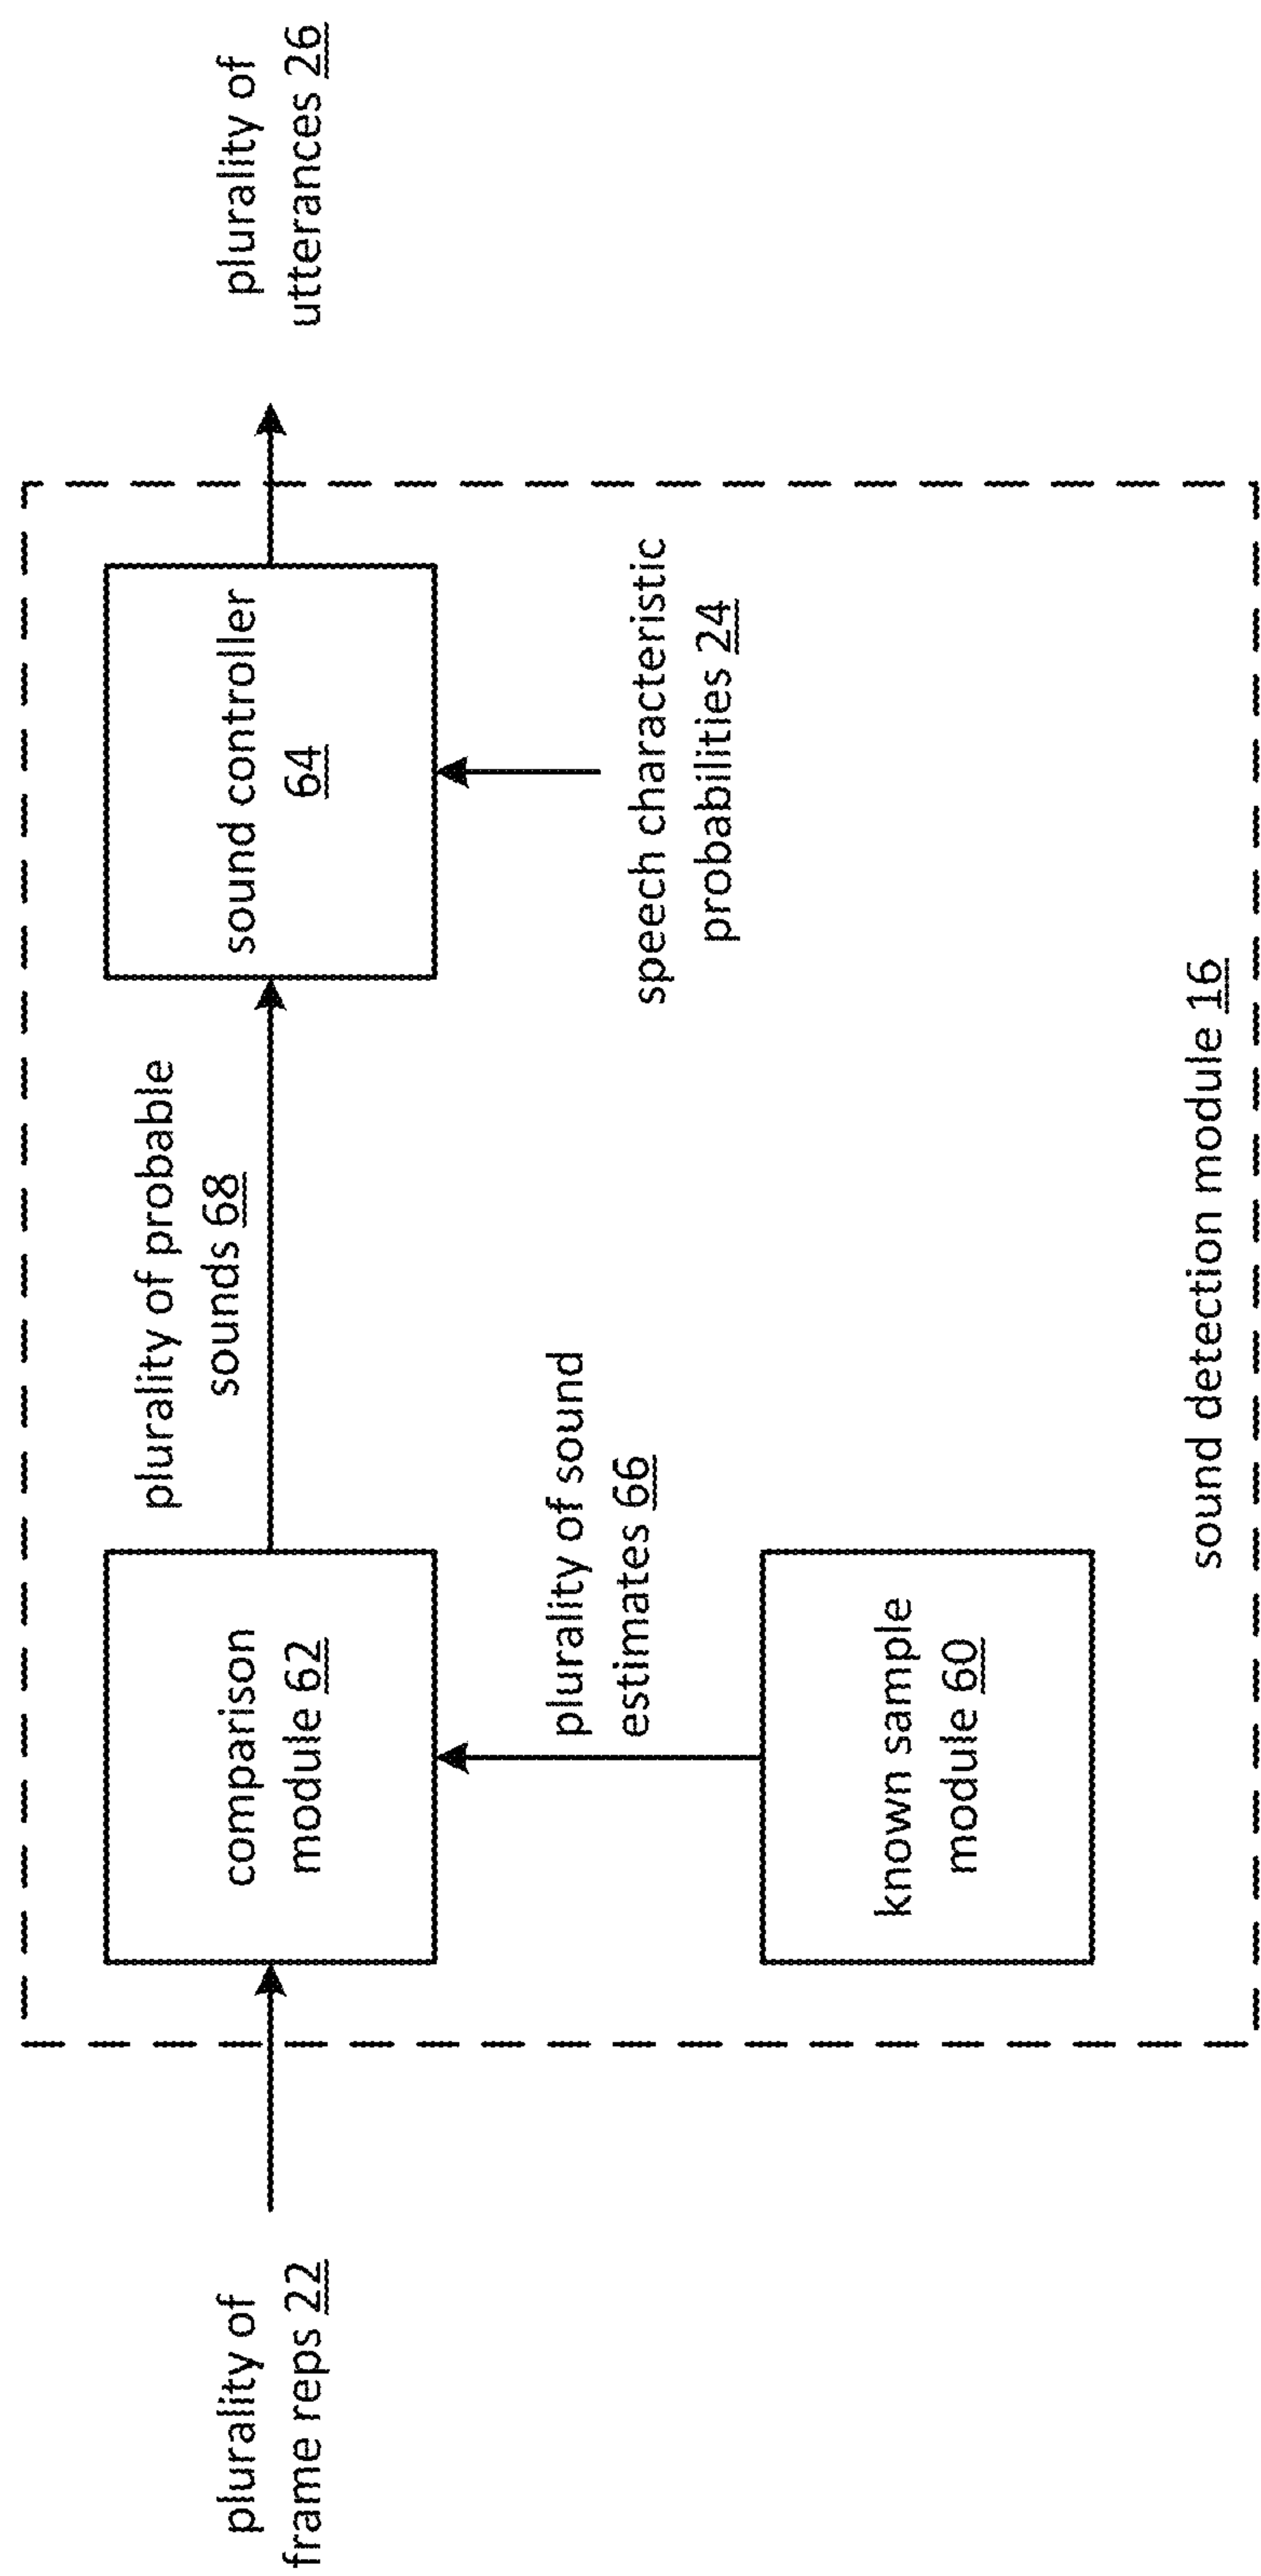 plurality of
frame reps 22
comparison
module 62
plurality of probable
sounds 68
sound controller
64
plurality of
utterances 26
plurality of sound
estimates 66
speech characteristic
probabilities 24
known sample
module 60
sound detection module 16